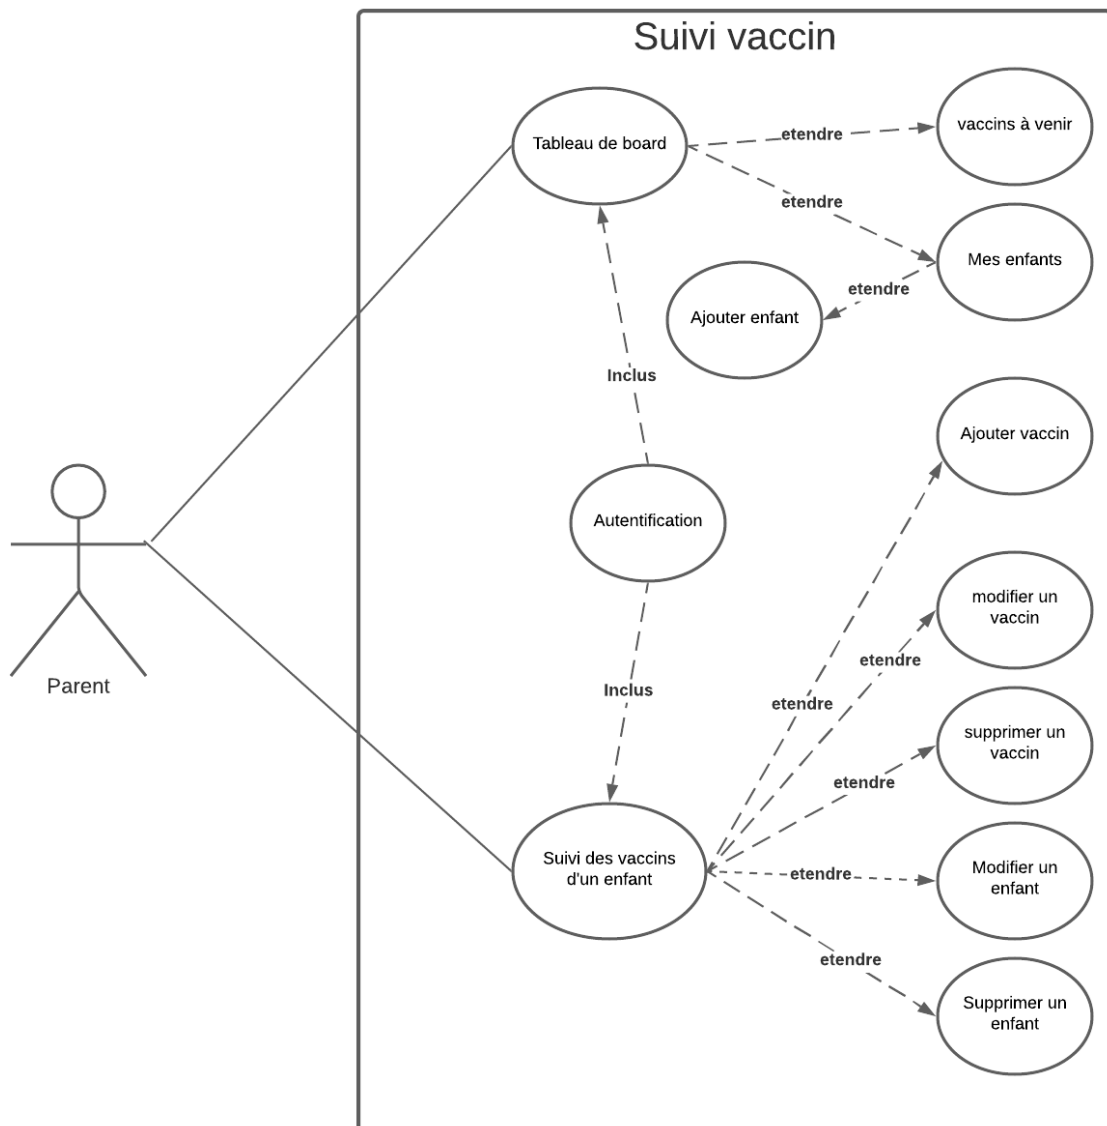 Suivi vaccin
vaccins à venir
etendre
Tableau de board
etendre
Mes enfants
etendre
Ajouter enfant
Inclus
Ajouter vaccin
Autentification
modifier un
vaccin
etendre
Parent
Inclus
etendre
supprimer un
vaccin
etendre
Suivi des vaccins
d'un enfant
etendre
Modifier un
enfant
etendre
Supprimer un
enfant